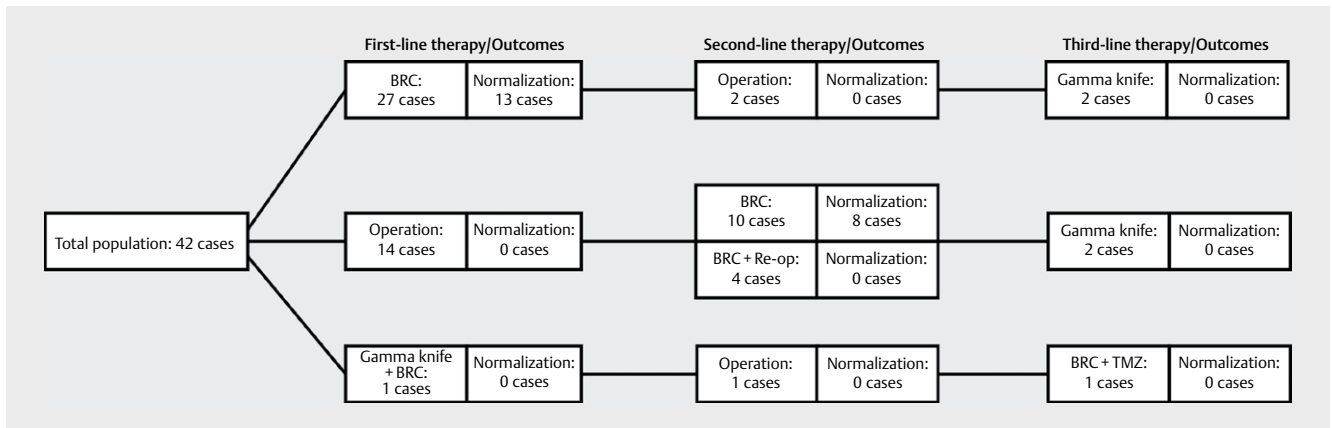 First-line therapy/Outcomes
Second-line therapy/Outcomes
Third-line therapy/Outcomes
BRC:
27 cases
Normalization:
13 cases
Operation:
2 cases
Normalization:
0 cases
Gamma knife:
2 cases
Normalization:
0 cases
Total population: 42 cases
Operation:
14 cases
Normalization:
0 cases
BRC:
10 cases
Normalization:
8 cases
BRC + Re-op:
4 cases
Normalization:
0 cases
Gamma knife:
2 cases
Normalization:
0 cases
Gamma knife
+ BRC:
1 cases
Normalization:
0 cases
Operation:
1 cases
Normalization:
0 cases
BRC + TMZ:
1 cases
Normalization:
0 cases